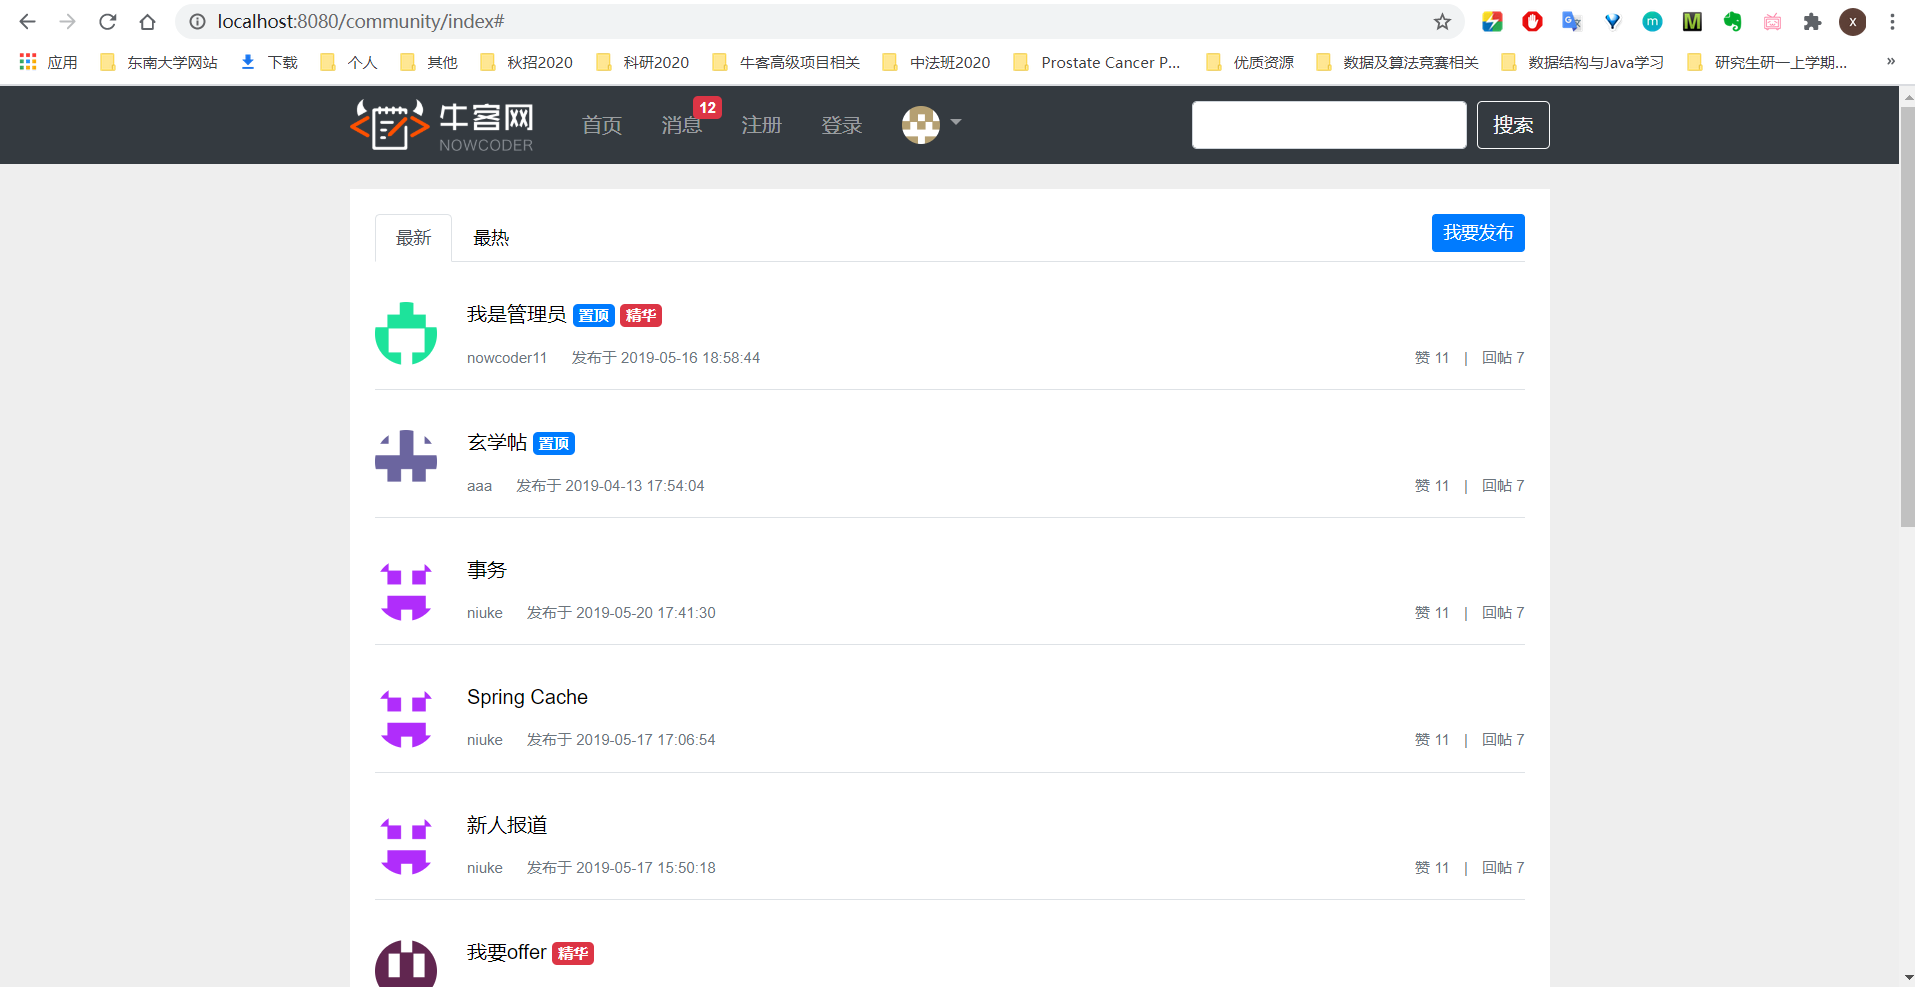 localhost:8080/community/index#
应用 东南大学网站 下载 个人 其他 秋招2020 科研2020 牛客高级项目相关 中法班2020 Prostate Cancer P... 优质资源 数据及算法竞赛相关 数据结构与Java学习 研究生研一上学期... »
牛客网 NOWCODER 首页 消息 12 注册 登录 搜索
最新 最热 我要发布
我是管理员 置顶 精华
nowcoder11 发布于 2019-05-16 18:58:44 赞 11 | 回帖 7
玄学帖 置顶
aaa 发布于 2019-04-13 17:54:04 赞 11 | 回帖 7
事务
niuke 发布于 2019-05-20 17:41:30 赞 11 | 回帖 7
Spring Cache
niuke 发布于 2019-05-17 17:06:54 赞 11 | 回帖 7
新人报道
niuke 发布于 2019-05-17 15:50:18 赞 11 | 回帖 7
我要offer 精华